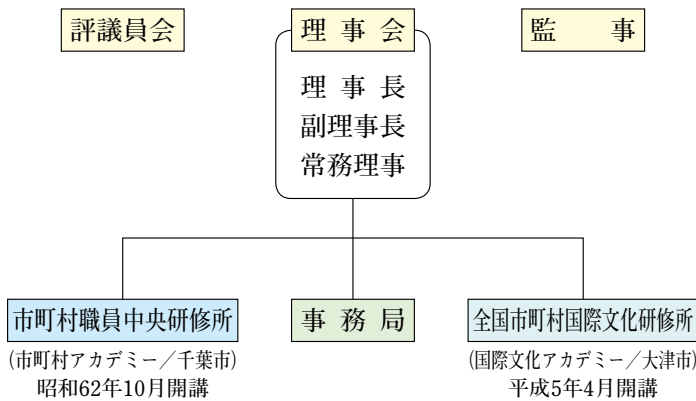 評議員会
理事会
監事
理事長
副理事長
常務理事
市町村職員中央研修所
(市町村アカデミー／千葉市)
昭和62年10月開講
事務局
全国市町村国際文化研修所
(国際文化アカデミー／大津市)
平成5年4月開講